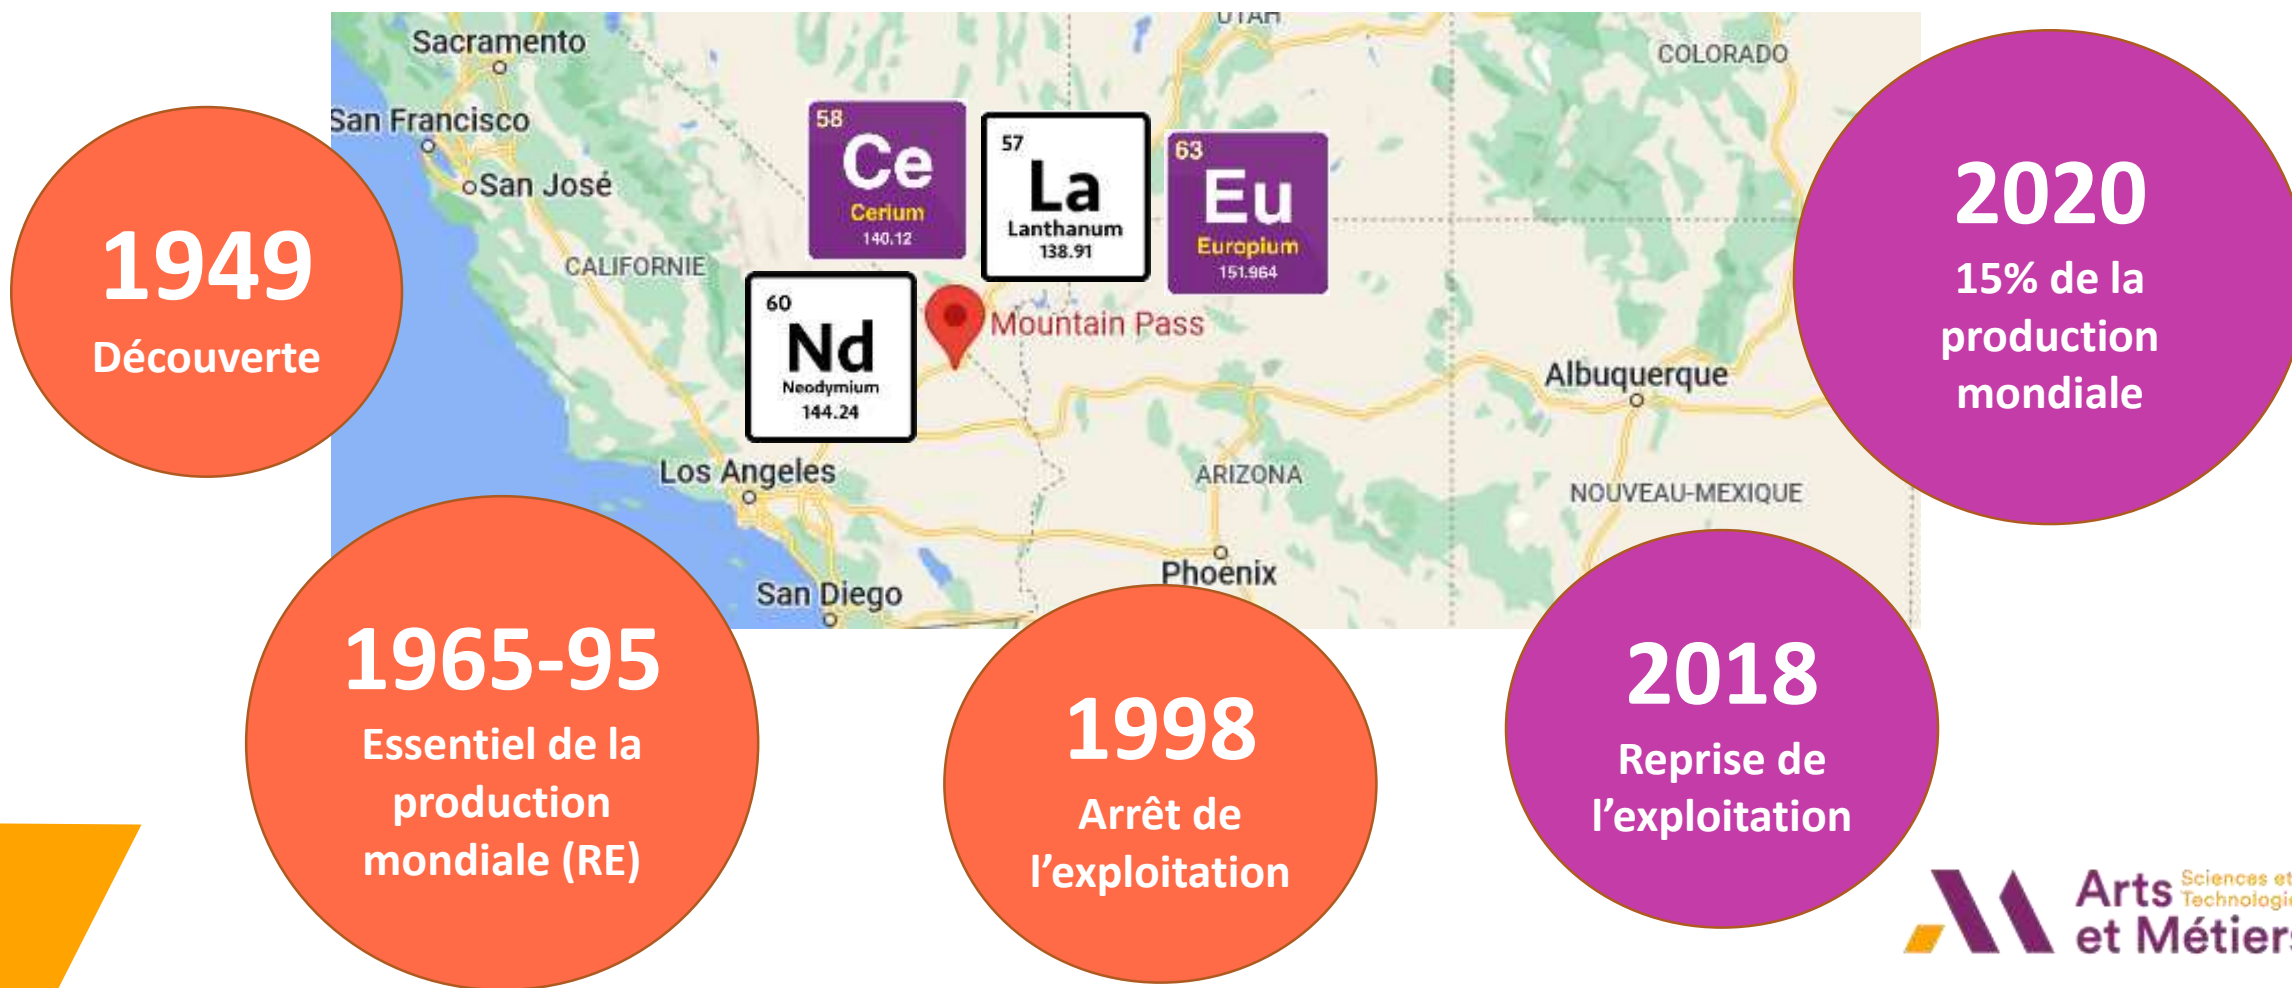 UTAH
Sacramento
COLORADO
San Francisco
San José
CALIFORNIE
58
Ce
Cerium
140.12
57
La
Lanthanum
138.91
63
Eu
Europium
151.964
60
Nd
Neodymium
144.24
Mountain Pass
Albuquerque
Los Angeles
ARIZONA
NOUVEAU-MEXIQUE
Phoenix
San Diego
1949
Découverte
1965-95
Essentiel de la
production
mondiale (RE)
1998
Arrêt de
l’exploitation
2018
Reprise de
l’exploitation
2020
15% de la
production
mondiale
Arts
et Métiers
Sciences et
Technologie